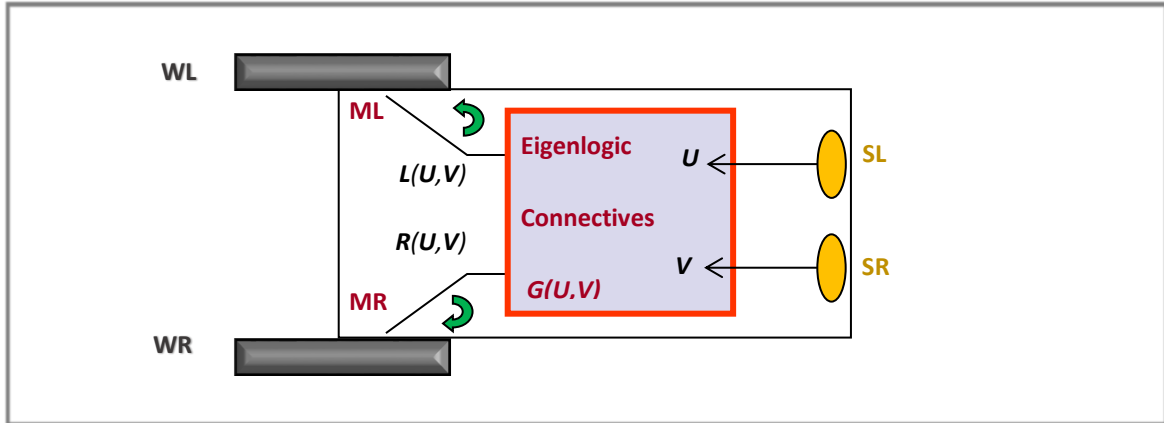 WL
ML
Eigenlogic
U
SL
L(U,V)
Connectives
R(U,V)
V
SR
MR
G(U,V)
WR